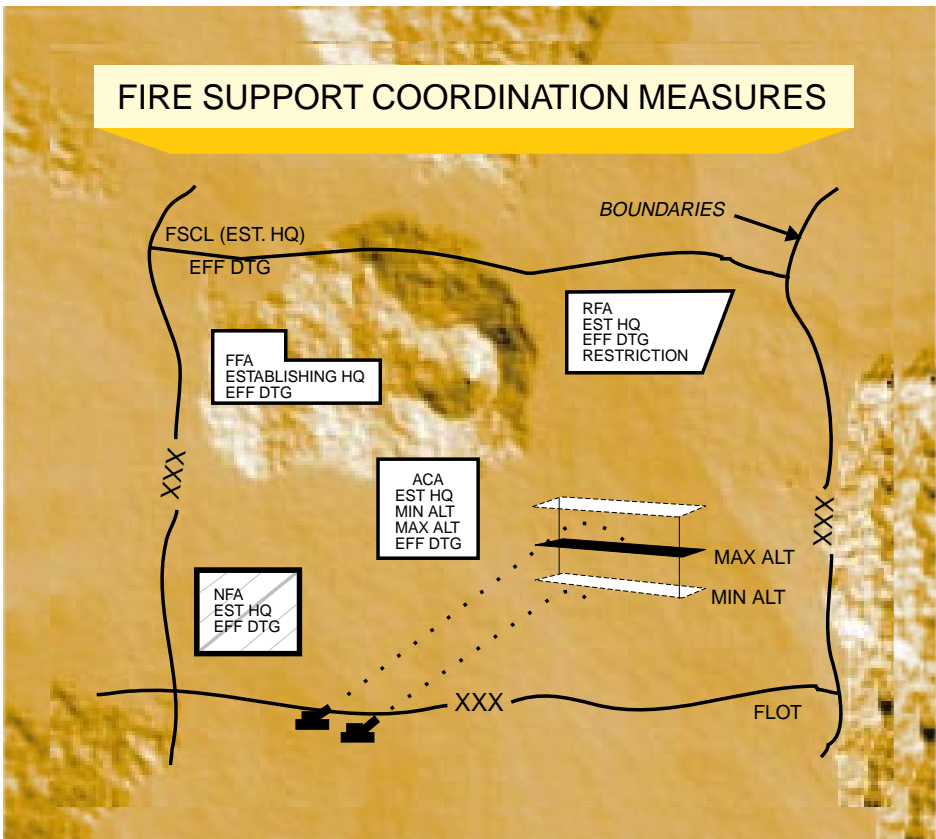 FIRE SUPPORT COORDINATION MEASURES
BOUNDARIES
FSCL (EST. HQ)
EFF DTG
RFA
EST HQ
EFF DTG
RESTRICTION
FFA
ESTABLISHING HQ
EFF DTG
XXX
ACA
EST HQ
MIN ALT
MAX ALT
EFF DTG
XXX
MAX ALT
MIN ALT
NFA
EST HQ
EFF DTG
XXX
FLOT